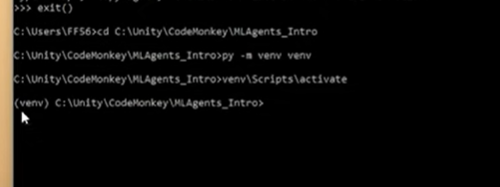 >>> exit()
C:\Users\FFS6>cd C:\Unity\CodeMonkey\MLAgents_Intro
C:\Unity\CodeMonkey\MLAgents_Intro>py -m venv venv
C:\Unity\CodeMonkey\MLAgents_Intro>venv\Scripts\activate
(venv) C:\Unity\CodeMonkey\MLAgents_Intro>